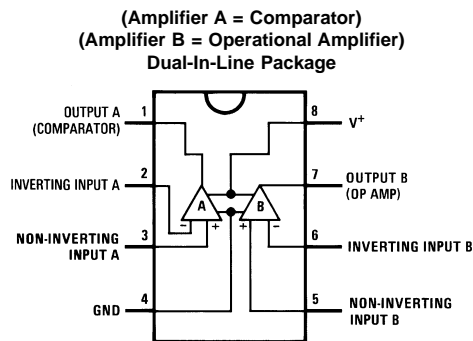 (Amplifier A = Comparator)
(Amplifier B = Operational Amplifier)
Dual-In-Line Package
OUTPUT A
(COMPARATOR)
1
8
V+
2
INVERTING INPUT A
7
OUTPUT B
(OP AMP)
A
B
− + + −
3
NON-INVERTING
INPUT A
6
INVERTING INPUT B
4
GND
5
NON-INVERTING
INPUT B